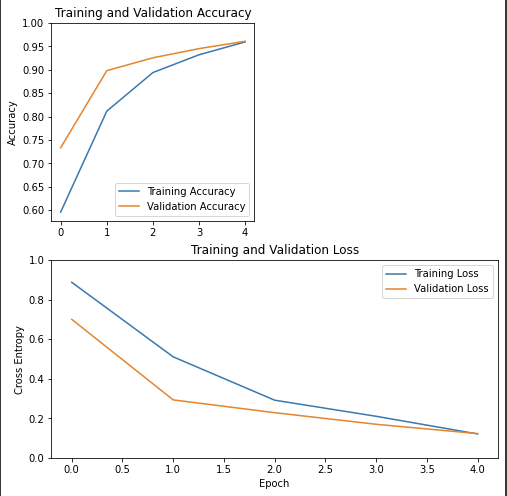 Training and Validation Accuracy
1.00
0.95
0.90
0.85
0.80
0.75
0.70
0.65
0.60
Accuracy
Training Accuracy
Validation Accuracy
0 1 2 3 4
Training and Validation Loss
1.0
0.8
0.6
0.4
0.2
0.0
Cross Entropy
Training Loss
Validation Loss
0.0 0.5 1.0 1.5 2.0 2.5 3.0 3.5 4.0
Epoch